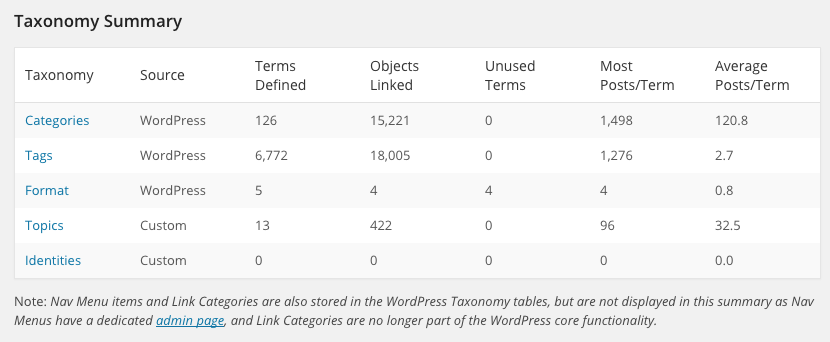 Taxonomy Summary
Taxonomy Source Terms Defined Objects Linked Unused Terms Most Posts/Term Average Posts/Term
Categories WordPress 126 15,221 0 1,498 120.8
Tags WordPress 6,772 18,005 0 1,276 2.7
Format WordPress 5 4 4 4 0.8
Topics Custom 13 422 0 96 32.5
Identities Custom 0 0 0 0 0.0
Note: Nav Menu items and Link Categories are also stored in the WordPress Taxonomy tables, but are not displayed in this summary as Nav
Menus have a dedicated admin page, and Link Categories are no longer part of the WordPress core functionality.